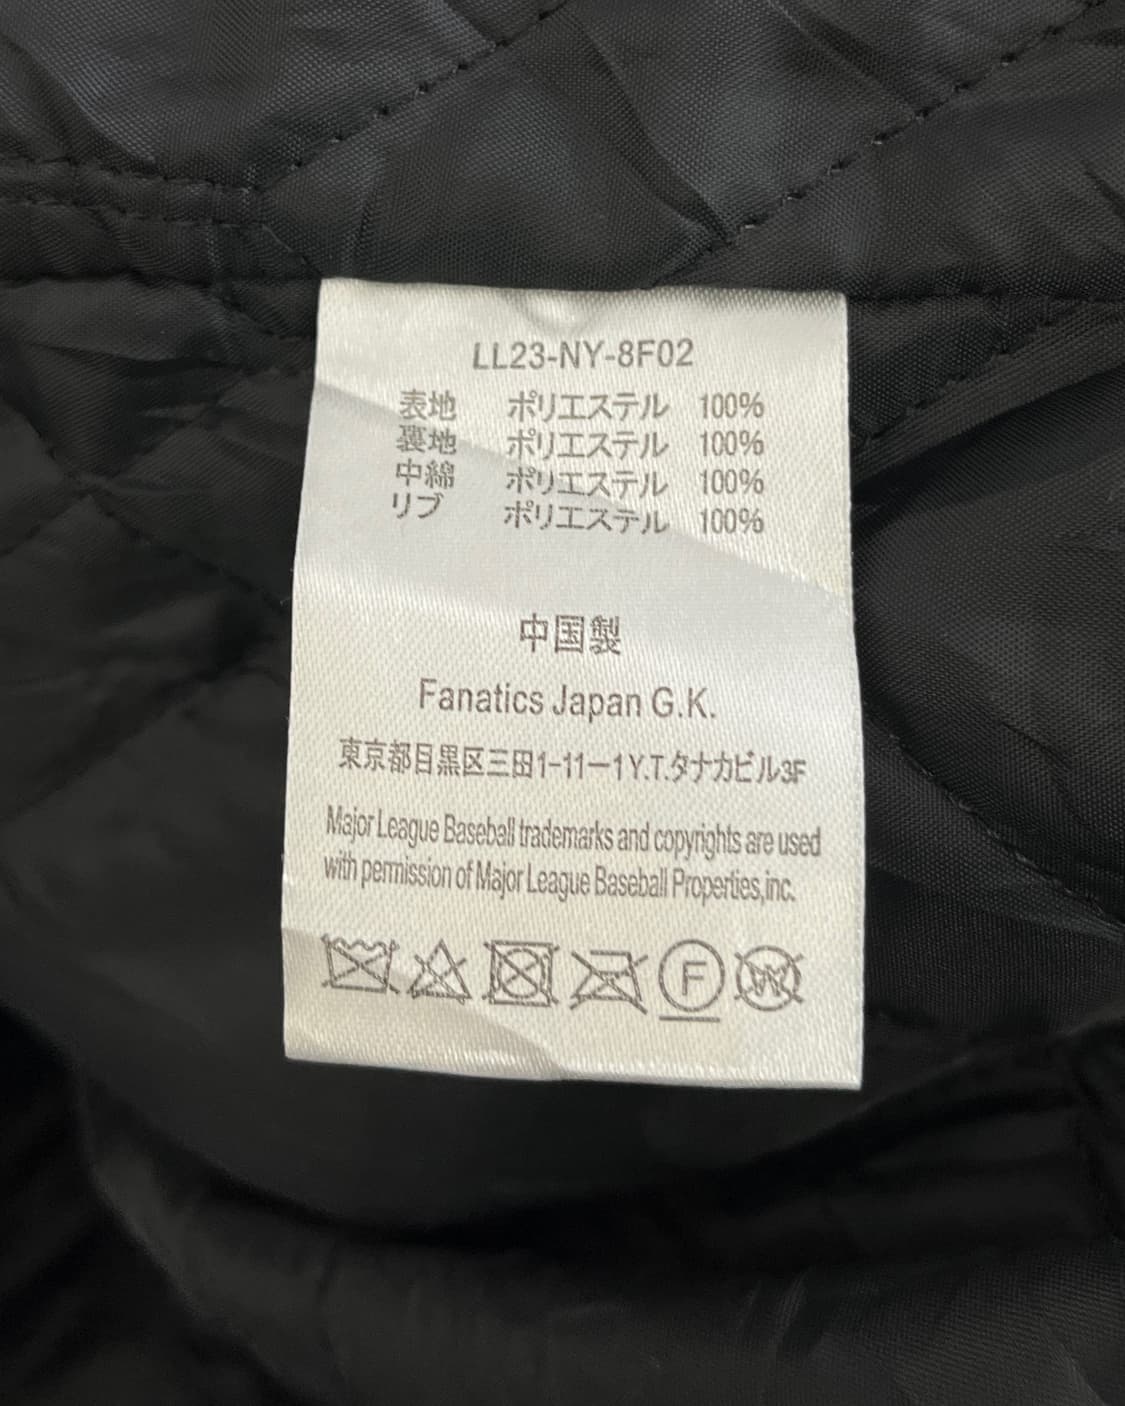 LL23-NY-8F02
表地 ポリエステル 100%
裏地 ポリエステル 100%
中綿 ポリエステル 100%
リブ ポリエステル 100%
中国製
Fanatics Japan G.K.
東京都目黒区三田1-11ー1Y.T.タナカビル3F
Major League Baseball trademarks and copyrights are used
with permission of Major League Baseball Properties,inc.
F W